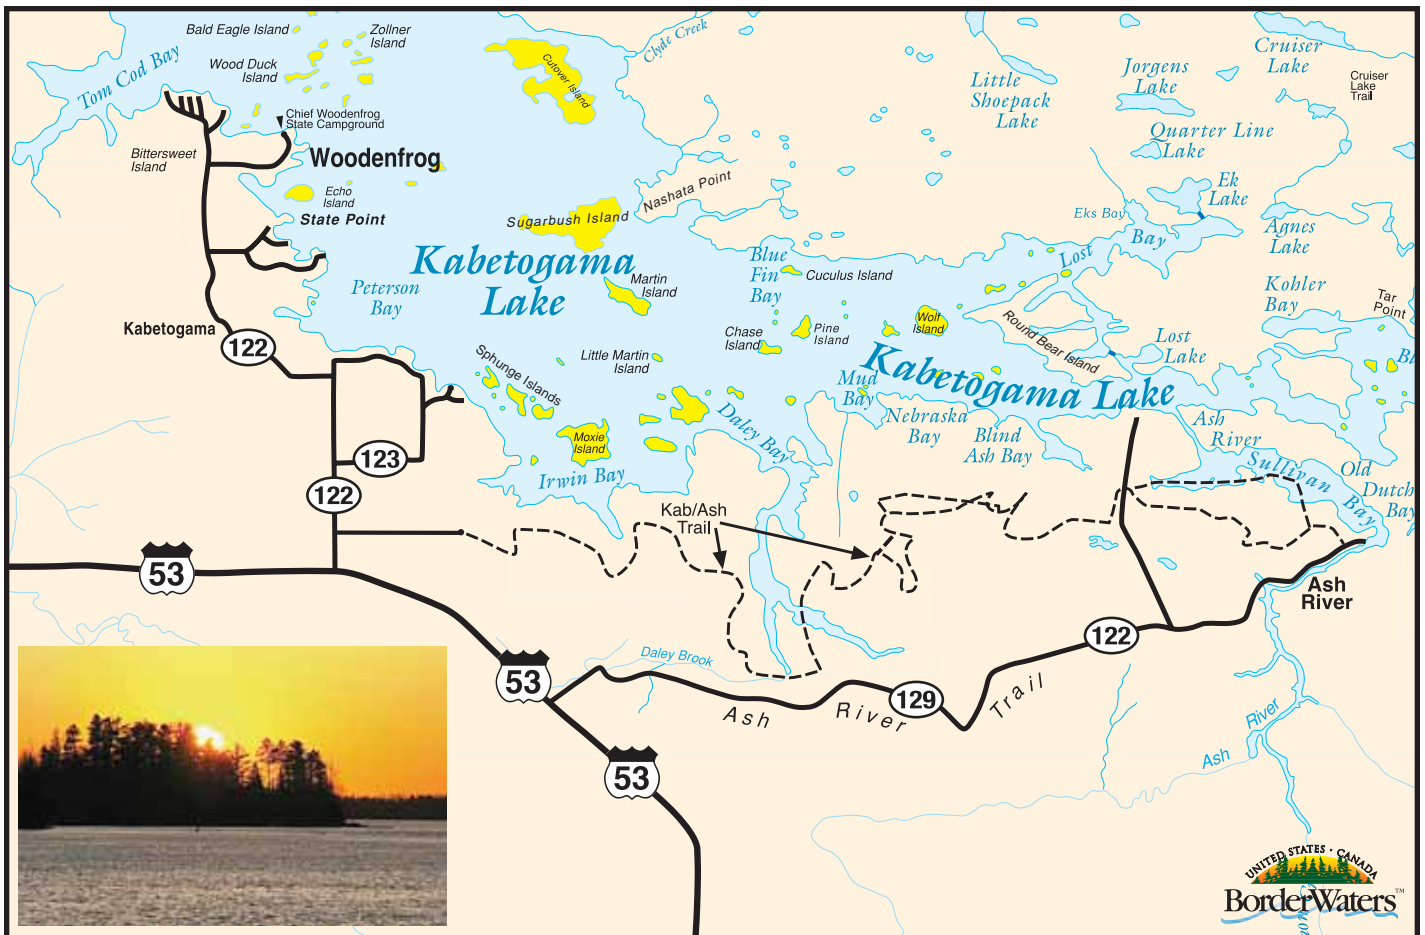 Bald Eagle Island
Zollner
Island
Tom Cod Bay
Wood Duck
Island
Cutover Island
Clyde Creek
Little
Shoepack
Lake
Jorgens
Lake
Cruiser
Lake
Cruiser
Lake
Trail
Quarter Line
Lake
Chief Woodenfrog
State Campground
Bittersweet
Island
Woodenfrog
Echo
Island
State Point
Sugarbush Island
Nashata Point
Ek
Lake
Eks Bay
Lost
Bay
Agnes
Lake
Kabetogama
Lake
Martin
Island
Blue
Fin
Bay
Cuculus Island
Peterson
Bay
Kohler
Bay
Tar
Point
Kabetogama
122
Chase
Island
Pine
Island
Wolf
Island
Round Bear Island
Lost
Lake
Bl
Sphunge Islands
Little Martin
Island
Kabetogama Lake
Mud
Bay
Nebraska
Bay
Blind
Ash Bay
Daley Bay
Moxie
Island
Irwin Bay
Ash
River
Sullivan Bay
Old
Dutch
Bay
123
122
Kab/Ash
Trail
53
Ash
River
122
Daley Brook
53
129
Ash River Trail
53
Ash River
UNITED STATES • CANADA
BorderWaters™